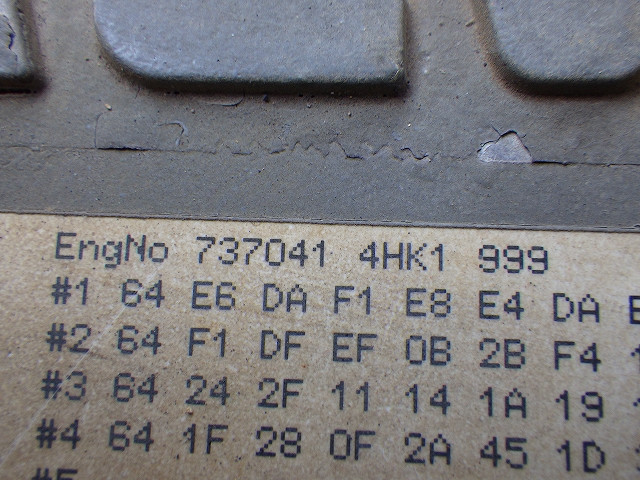 EngNo 737041 4HK1 999
#1 64 E6 DA F1 E8 E4 DA
#2 64 F1 DF EF 0B 2B F4
#3 64 24 2F 11 14 1A 19
#4 64 1F 28 0F 2A 45 1D
#5